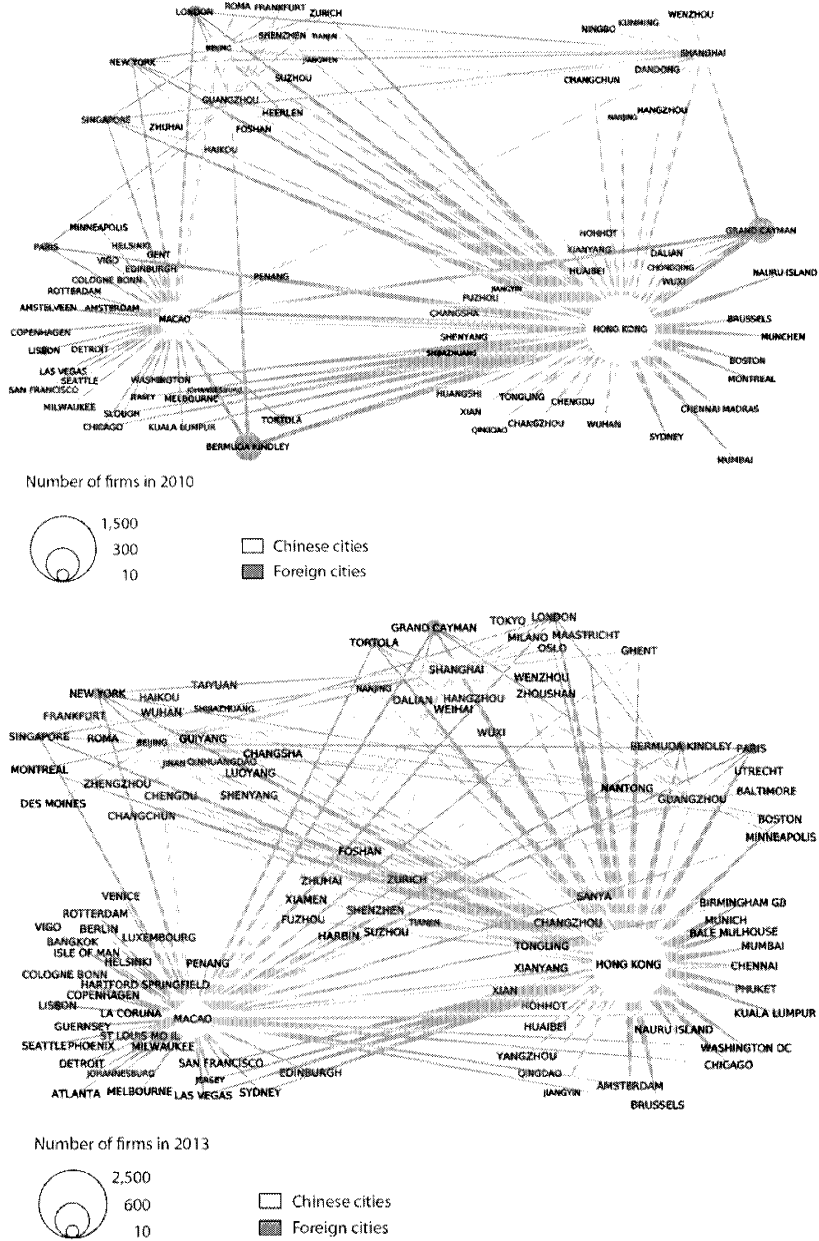 LONDON
ROMA FRANKFURT
ZURICH
WENZHOU
KUNMING
NINGBO
SHENZHEN TIANJIN
BEIJING
SHANGHAI
NEW YORK
JIANGMEN
DANDONG
SUZHOU
CHANGCHUN
GUANGZHOU
HEERLEN
HANGZHOU
NANJING
SINGAPORE
ZHUHAI
FOSHAN
HAIKOU
MINNEAPOLIS
HOHHOT
GRAND CAYMAN
PARIS
HELSINKI
GENT
XIANYANG
DALIAN
VIGO
EDINBURGH
HUAIBEI
CHONGQING
NAURU ISLAND
COLOGNE BONN
PENANG
WUXI
ROTTERDAM
JIANGYIN
FUZHOU
AMSTELVEEN AMSTERDAM
MACAO
CHANGSHA
BRUSSELS
COPENHAGEN
HONG KONG
SHENYANG
MUNCHEN
LISBON DETROIT
SHIJIAZHUANG
BOSTON
LAS VEGAS
SEATTLE
WASHINGTON
MONTREAL
SAN FRANCISCO
JERSEY MELBOURNE
JOHANNESBURG
HUANGSHI
TONGLING
CHENGDU
MILWAUKEE
SLOUGH
XIAN
CHENNAI MADRAS
CHICAGO
KUALA LUMPUR
TORTOLA
QINGDAO
CHANGZHOU
WUHAN
SYDNEY
BERMUDA KINDLEY
MUMBAI
Number of firms in 2010
1,500
300
10
Chinese cities
Foreign cities
GRAND CAYMAN
TOKYO LONDON
TORTOLA
MILANO MAASTRICHT
OSLO
GHENT
SHANGHAI
WENZHOU
NEW YORK
TAIYUAN
NANJING
HAIKOU
DALIAN HANGZHOU
ZHOUSHAN
FRANKFURT
WUHAN
SHIJIAZHUANG
WEIHAI
SINGAPORE
ROMA
BEIJING
GUIYANG
WUXI
BERMUDA KINDLEY PARIS
CHANGSHA
MONTREAL
JINAN QINHUANGDAO
LUOYANG
UTRECHT
ZHENGZHOU
NANTONG
BALTIMORE
DES MOINES
CHENGDU
SHENYANG
GUANGZHOU
CHANGCHUN
BOSTON
MINNEAPOLIS
FOSHAN
ZHUHAI
ZURICH
VENICE
XIAMEN
SANYA
BIRMINGHAM GB
ROTTERDAM
SHENZHEN
MUNICH
VIGO
BERLIN
FUZHOU
TIANJIN
CHANGZHOU
BALE MULHOUSE
BANGKOK
LUXEMBOURG
HARBIN SUZHOU
TONGLING
MUMBAI
ISLE OF MAN
HELSINKI
PENANG
XIANYANG
HONG KONG
CHENNAI
COLOGNE BONN
HARTFORD SPRINGFIELD
XIAN
PHUKET
COPENHAGEN
LISBON
LA CORUNA
MACAO
HOHHOT
KUALA LUMPUR
GUERNSEY
HUAIBEI
NAURU ISLAND
ST LOUIS MO IL
SEATTLE PHOENIX
MILWAUKEE
WASHINGTON DC
DETROIT
SAN FRANCISCO
YANGZHOU
CHICAGO
JOHANNESBURG
JERSEY
EDINBURGH
QINGDAO
ATLANTA MELBOURNE
LAS VEGAS
SYDNEY
JIANGYIN
AMSTERDAM
BRUSSELS
Number of firms in 2013
2,500
600
10
Chinese cities
Foreign cities